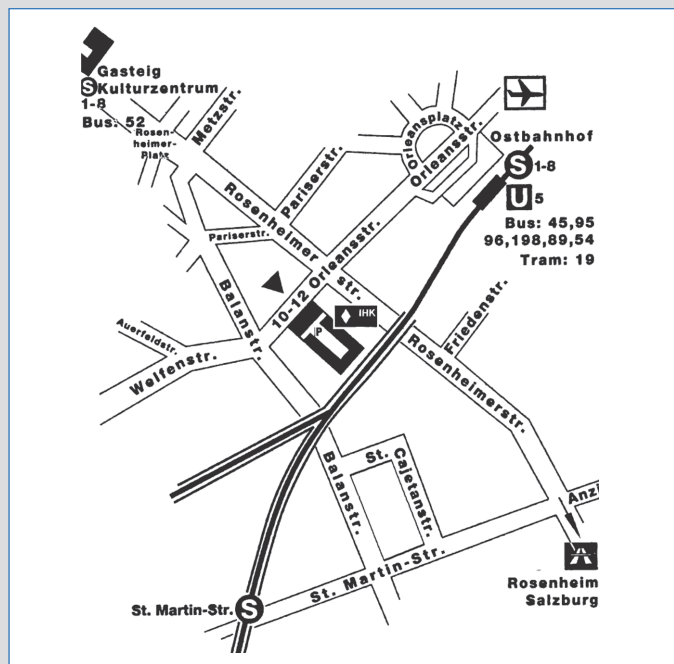 Gasteig
S Kulturzentrum
1-8
Bus: 52
Rosen-
heimer-
Platz
Metzstr.
Pariserstr.
Orleansplatz
Orleansstr.
Ostbahnhof
S 1-8
U 5
Bus: 45,95
96,198,89,54
Tram: 19
Rosenheimer
str.
Pariserstr.
Orleansstr.
10-12
Balanstr.
IHK
P
Friedenstr.
Auerfeldstr.
Welfenstr.
Rosenheimerstr.
Balanstr.
St.
Cajetanstr.
Anzi
St. Martin-Str.
Rosenheim
Salzburg
St. Martin-Str. S